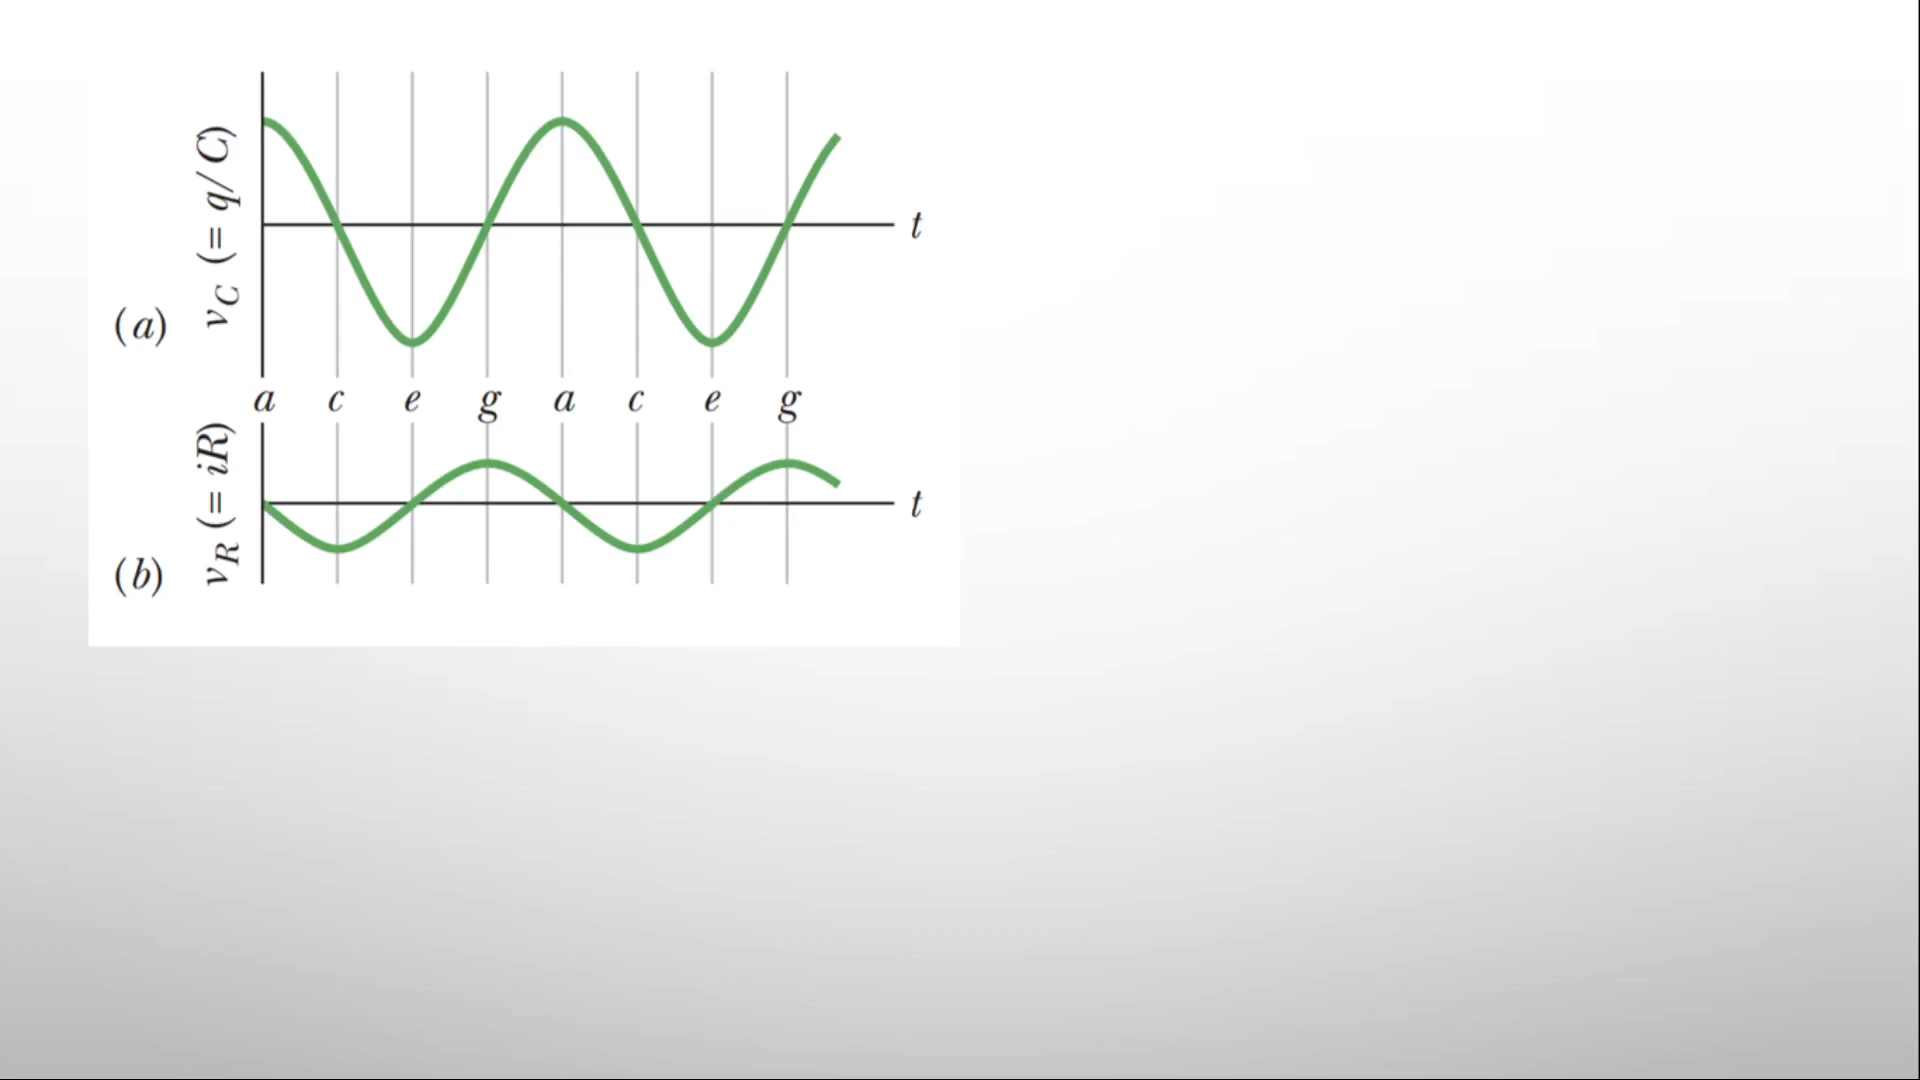 v_C (= q/C)
t
(a)
a c e g a c e g
v_R (= iR)
t
(b)